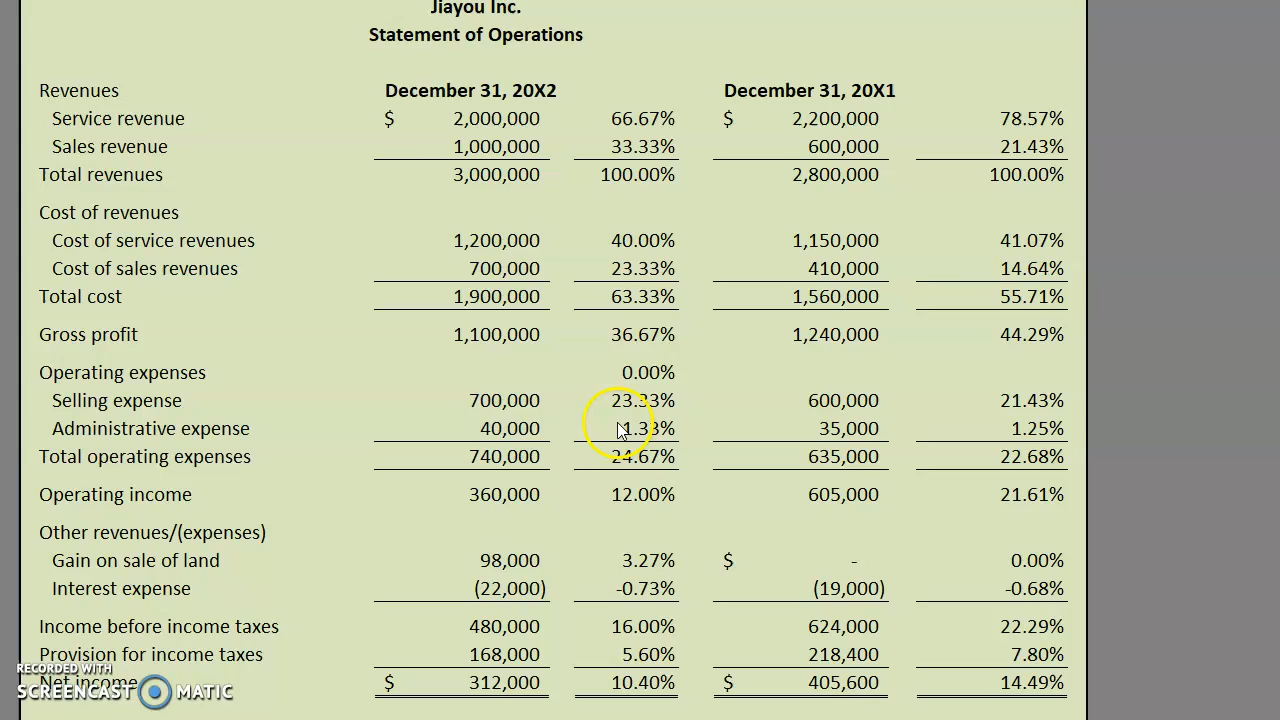 Jiayou Inc.
Statement of Operations
Revenues December 31, 20X2 December 31, 20X1
Service revenue $ 2,000,000 66.67% $ 2,200,000 78.57%
Sales revenue 1,000,000 33.33% 600,000 21.43%
Total revenues 3,000,000 100.00% 2,800,000 100.00%
Cost of revenues
Cost of service revenues 1,200,000 40.00% 1,150,000 41.07%
Cost of sales revenues 700,000 23.33% 410,000 14.64%
Total cost 1,900,000 63.33% 1,560,000 55.71%
Gross profit 1,100,000 36.67% 1,240,000 44.29%
Operating expenses 0.00%
Selling expense 700,000 23.33% 600,000 21.43%
Administrative expense 40,000 1.33% 35,000 1.25%
Total operating expenses 740,000 24.67% 635,000 22.68%
Operating income 360,000 12.00% 605,000 21.61%
Other revenues/(expenses)
Gain on sale of land 98,000 3.27% $ - 0.00%
Interest expense (22,000) -0.73% (19,000) -0.68%
Income before income taxes 480,000 16.00% 624,000 22.29%
Provision for income taxes 168,000 5.60% 218,400 7.80%
Net income $ 312,000 10.40% $ 405,600 14.49%
RECORDED WITH
SCREENCAST MATIC